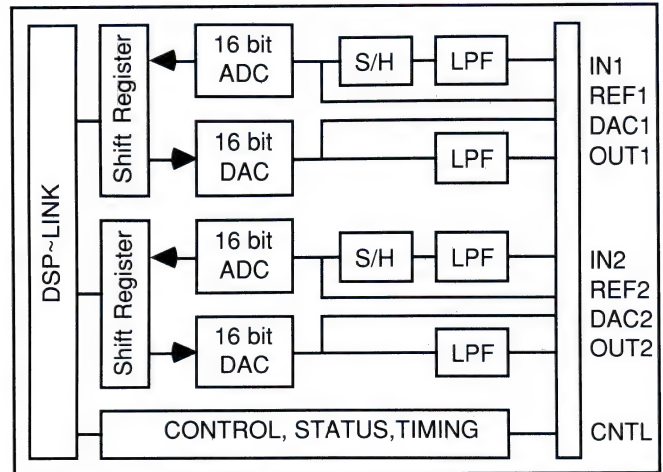 DSP~LINK
Shift Register
16 bit
ADC
S/H
LPF
IN1
REF1
16 bit
DAC
LPF
DAC1
OUT1
Shift Register
16 bit
ADC
S/H
LPF
IN2
REF2
16 bit
DAC
LPF
DAC2
OUT2
CONTROL, STATUS,TIMING
CNTL